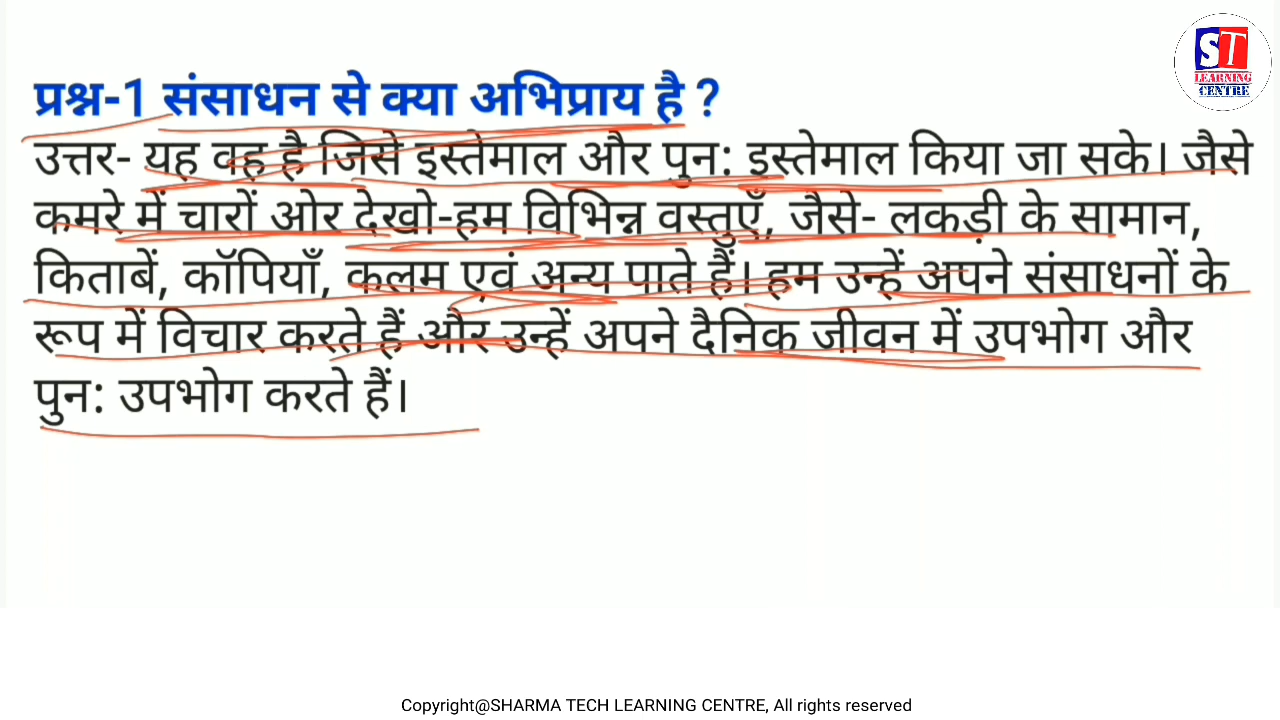 ST
LEARNING
CENTRE
प्रश्न-1 संसाधन से क्या अभिप्राय है ?
उत्तर- यह वह है जिसे इस्तेमाल और पुन: इस्तेमाल किया जा सके। जैसे
कमरे में चारों ओर देखो-हम विभिन्न वस्तुएँ, जैसे- लकड़ी के सामान,
किताबें, कॉपियाँ, कलम एवं अन्य पाते हैं। हम उन्हें अपने संसाधनों के
रूप में विचार करते हैं और उन्हें अपने दैनिक जीवन में उपभोग और
पुन: उपभोग करते हैं।
Copyright@SHARMA TECH LEARNING CENTRE, All rights reserved